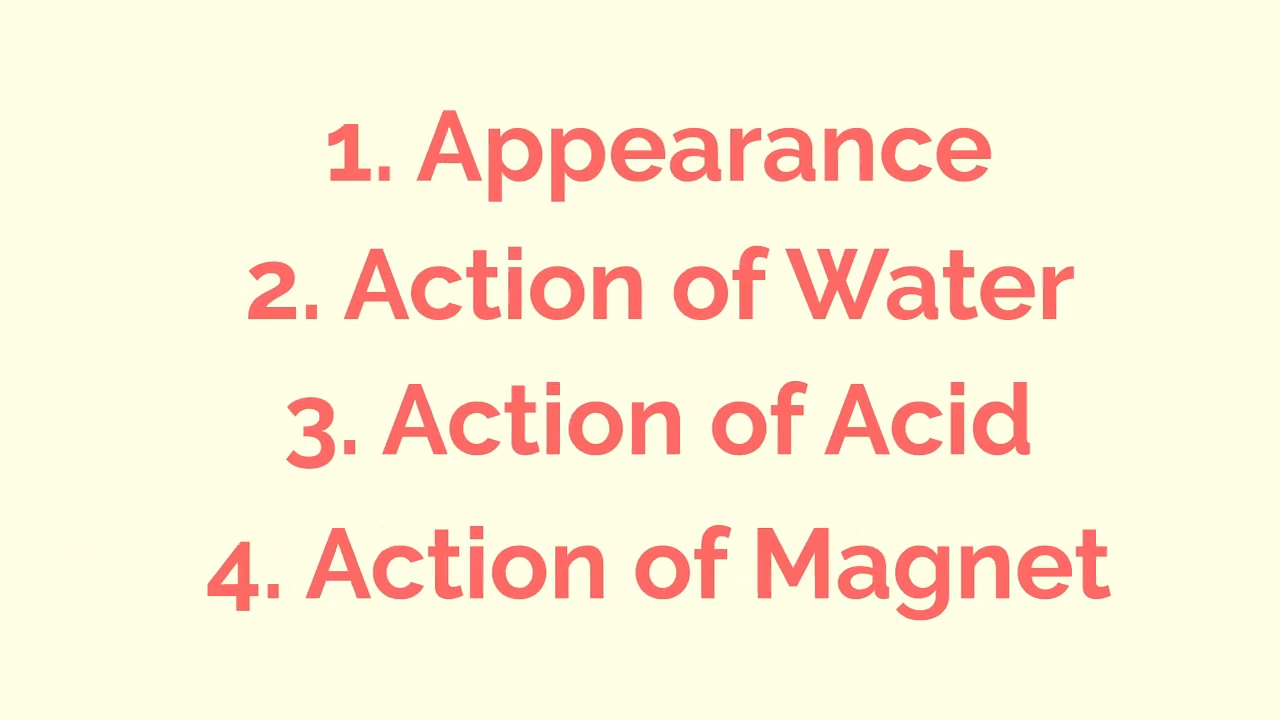 1. Appearance
2. Action of Water
3. Action of Acid
4. Action of Magnet